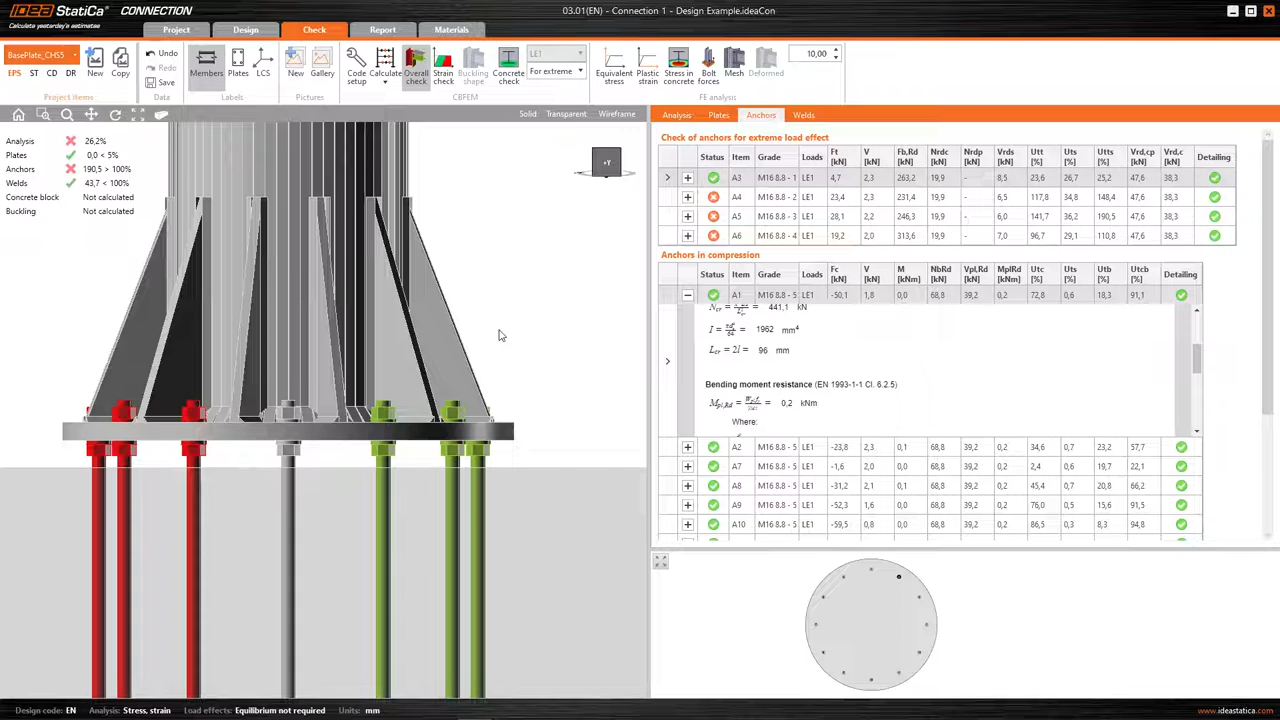 IDEA StatiCa® CONNECTION
Calculate yesterday's estimates
03.01(EN) - Connection 1 - Design Example.ideaCon
Project Design Check Report Materials
BasePlate_CHS5
EPS ST CD DR
New Copy
Project items
Undo
Redo
Save
Data
Members Plates LCS
Labels
New Gallery
Pictures
Code setup Calculate Overall check Strain check Buckling shape Concrete check
LE1
For extreme
CBFEM
Equivalent stress Plastic strain Stress in concrete Bolt forces Mesh Deformed
10,00
FE analysis
Solid Transparent Wireframe
Analysis 26,2%
Plates 0,0 < 5%
Anchors 190,5 > 100%
Welds 43,7 < 100%
Concrete block Not calculated
Buckling Not calculated
+Y
Analysis Plates Anchors Welds
Check of anchors for extreme load effect
Status Item Grade Loads Ft [kN] V [kN] Fb,Rd [kN] Nrdc [kN] Nrdp [kN] Vrds [kN] Utt [%] Uts [%] Utts [%] Vrd,cp [kN] Vrd,c [kN] Detailing
A3 M16 8.8 - 1 LE1 4,7 2,3 263,2 19,9 - 8,5 23,6 26,7 25,2 47,6 38,3
A4 M16 8.8 - 2 LE1 23,4 2,3 231,4 19,9 - 6,5 117,8 34,8 148,4 47,6 38,3
A5 M16 8.8 - 3 LE1 28,1 2,2 246,3 19,9 - 6,0 141,7 36,2 190,5 47,6 38,3
A6 M16 8.8 - 4 LE1 19,2 2,0 313,6 19,9 - 7,0 96,7 29,1 110,8 47,6 38,3
Anchors in compression
Status Item Grade Loads Fc [kN] V [kN] M [kNm] NbRd [kN] Vpl,Rd [kN] MplRd [kNm] Utc [%] Uts [%] Utb [%] Utcb [%] Detailing
A1 M16 8.8 - 5 LE1 -50,1 1,8 0,0 68,8 39,2 0,2 72,8 0,6 18,3 91,1
= 441,1 kN
= 1962 mm⁴
Lcr = 2l = 96 mm
Bending moment resistance (EN 1993-1-1 Cl. 6.2.5)
= 0,2 kNm
Where:
A2 M16 8.8 - 5 LE1 -23,8 2,3 0,1 68,8 39,2 0,2 34,6 0,7 23,2 57,7
A7 M16 8.8 - 5 LE1 -1,6 2,0 0,0 68,8 39,2 0,2 2,4 0,6 19,7 22,1
A8 M16 8.8 - 5 LE1 -31,2 2,1 0,1 68,8 39,2 0,2 45,4 0,7 20,8 66,2
A9 M16 8.8 - 5 LE1 -52,3 1,6 0,0 68,8 39,2 0,2 76,0 0,5 15,6 91,5
A10 M16 8.8 - 5 LE1 -59,5 0,8 0,0 68,8 39,2 0,2 86,5 0,3 8,3 94,8
Design code: EN Analysis: Stress, strain Load effects: Equilibrium not required Units: mm
www.ideastatica.com